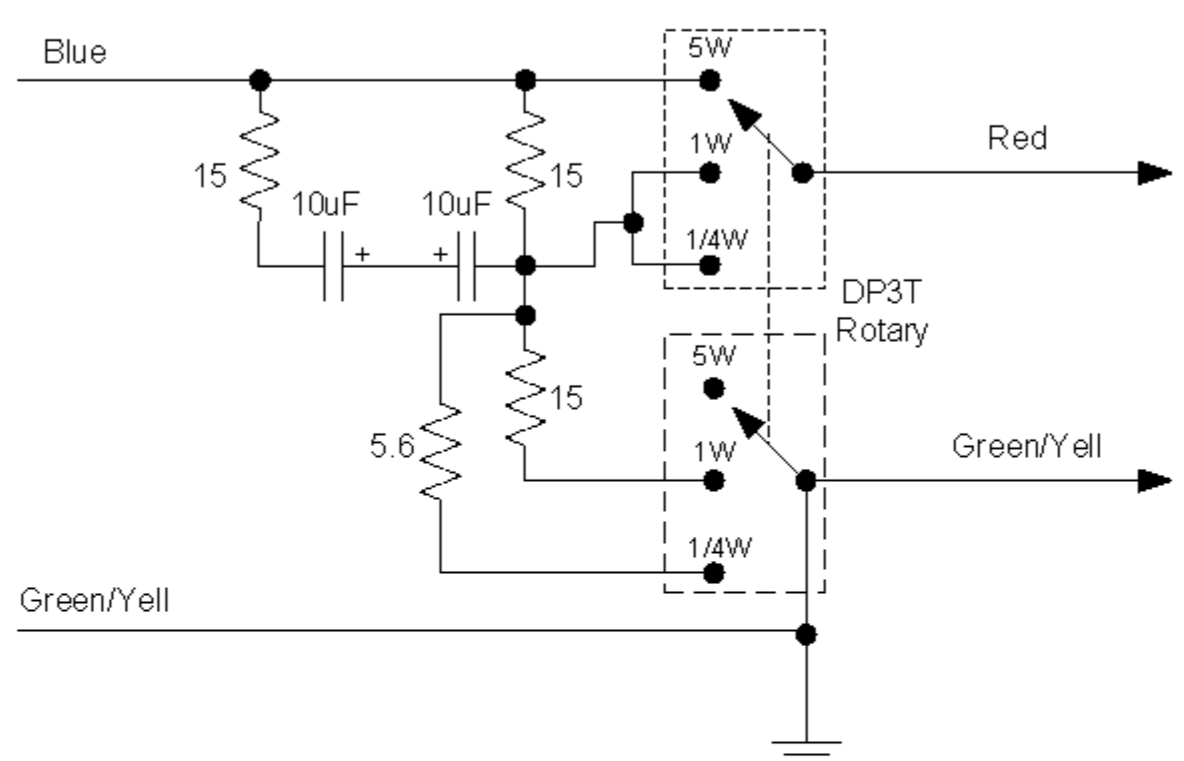 Blue
5W
Red
1W
15
15
10uF
10uF
+
+
1/4W
DP3T
Rotary
5W
15
5.6
1W
Green/Yell
1/4W
Green/Yell